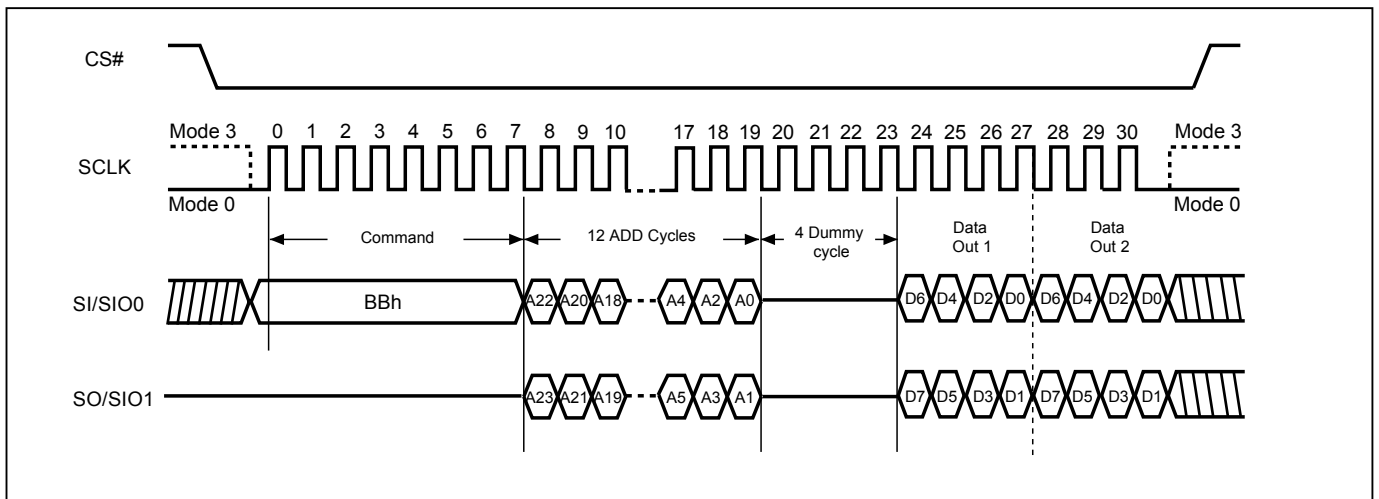 CS#
Mode 3 0 1 2 3 4 5 6 7 8 9 10 17 18 19 20 21 22 23 24 25 26 27 28 29 30 Mode 3
SCLK
Mode 0 Mode 0
Command 12 ADD Cycles 4 Dummy cycle Data Out 1 Data Out 2
SI/SIO0 BBh A22 A20 A18 A4 A2 A0 D6 D4 D2 D0 D6 D4 D2 D0
SO/SIO1 A23 A21 A19 A5 A3 A1 D7 D5 D3 D1 D7 D5 D3 D1